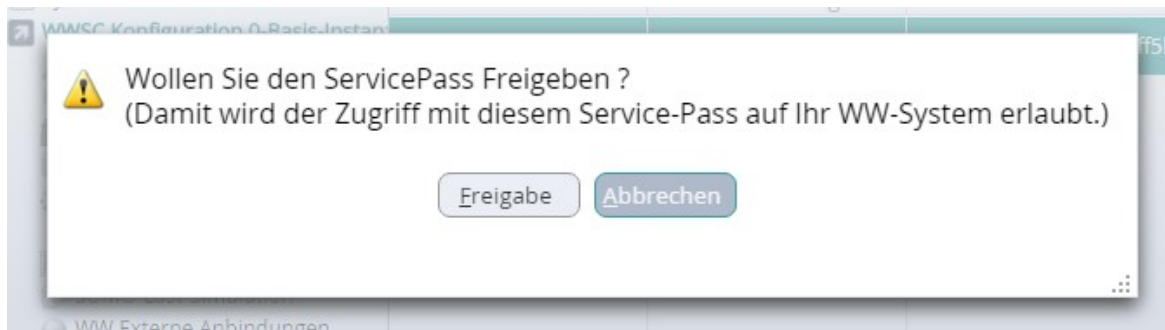 WWSC Konfiguration 0-Basis-Instan
ff5
Wollen Sie den ServicePass Freigeben ?
(Damit wird der Zugriff mit diesem Service-Pass auf Ihr WW-System erlaubt.)
Freigabe
Abbrechen
WW Externe Anbindungen